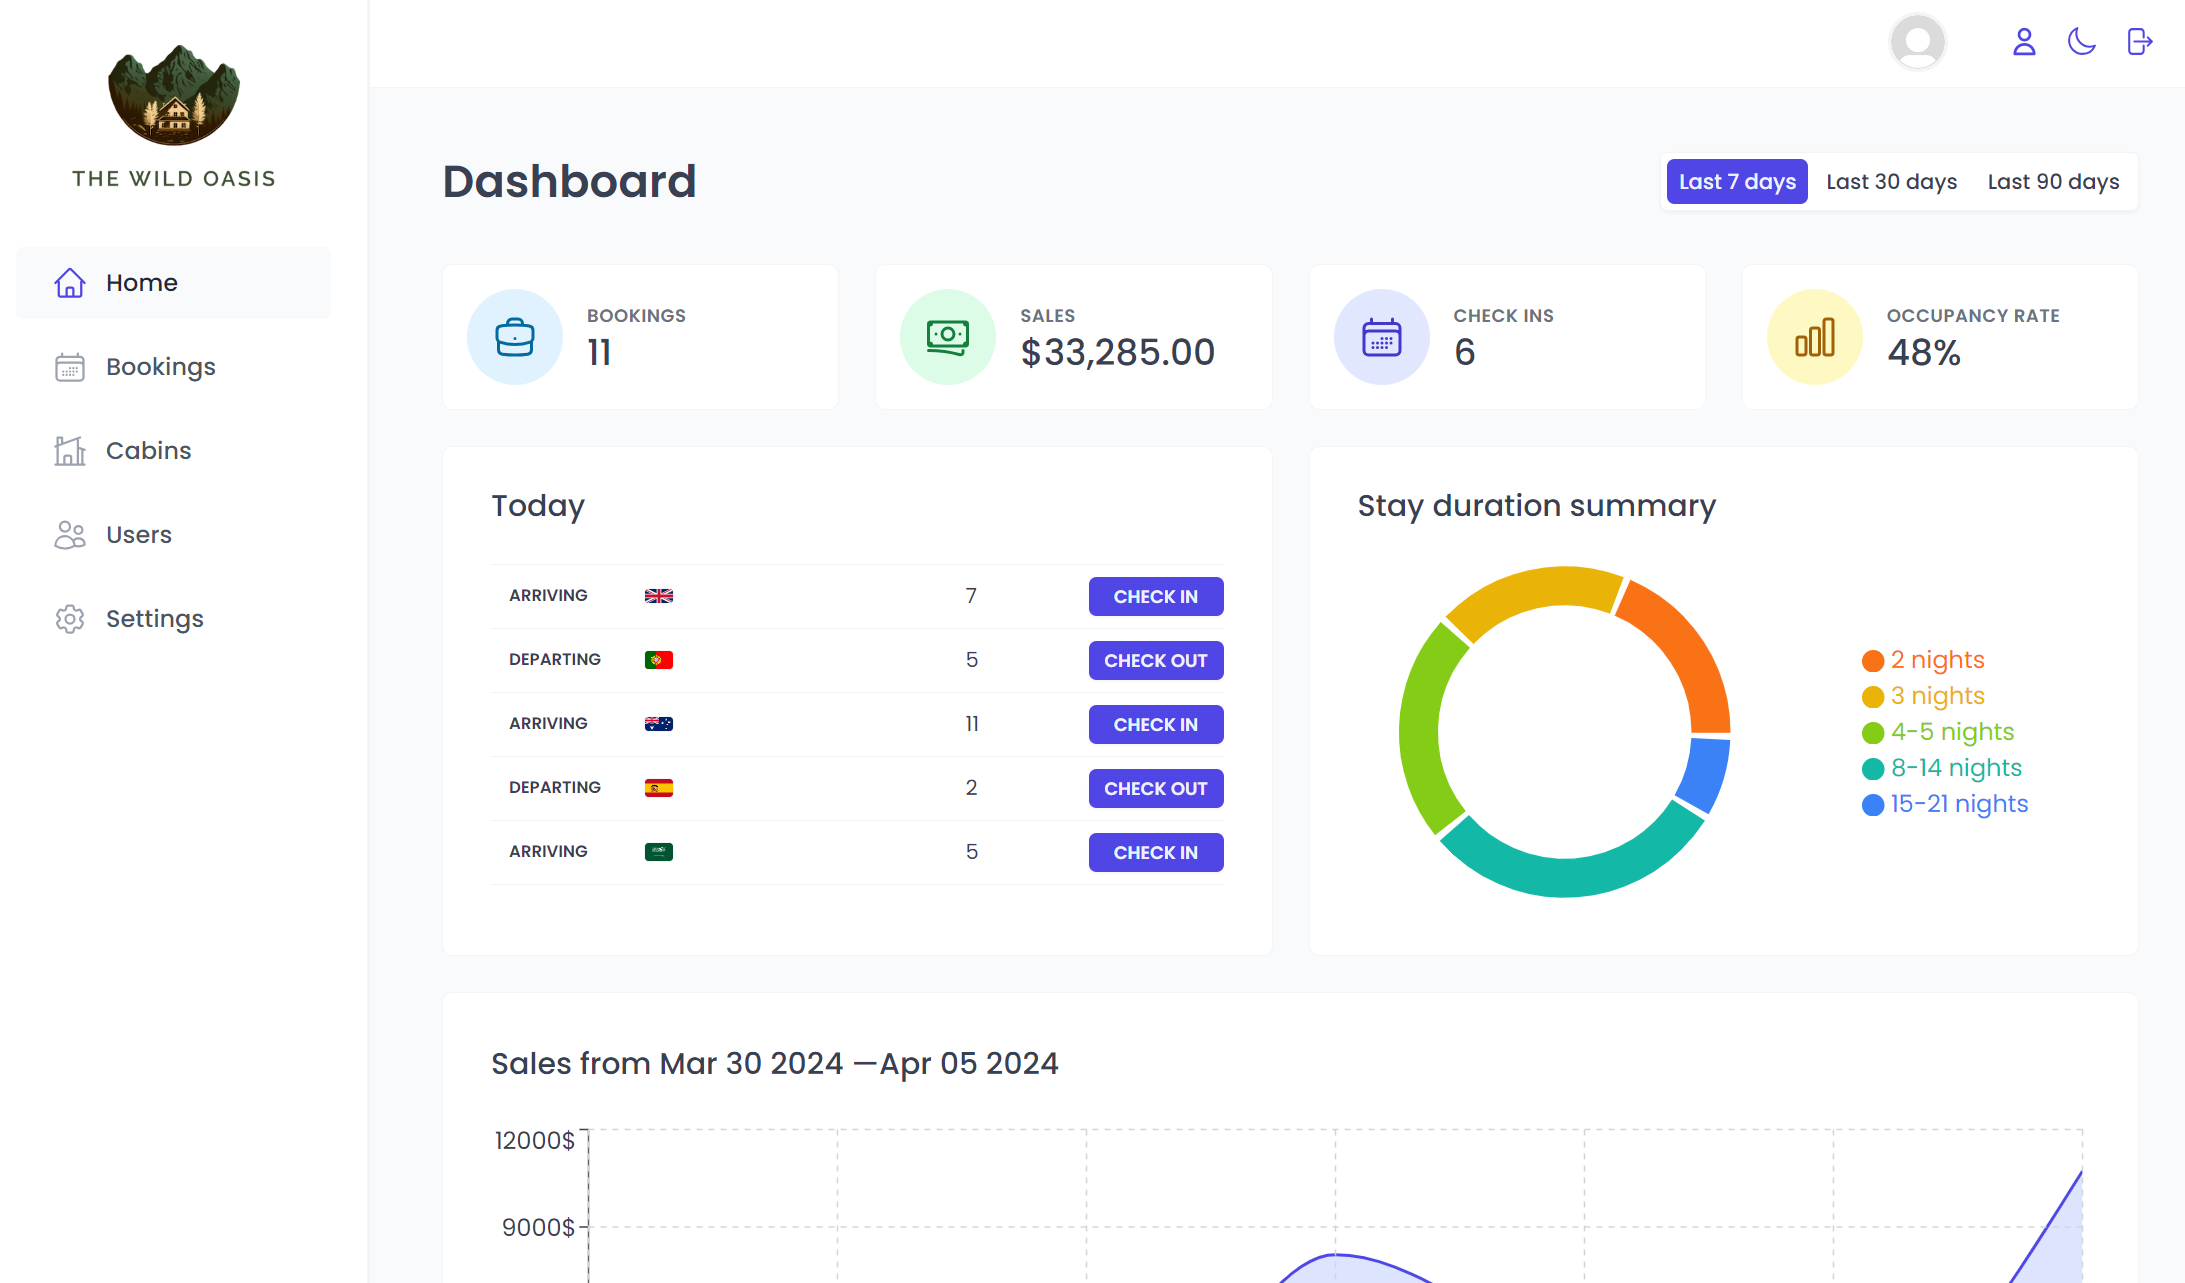 THE WILD OASIS
Home
Bookings
Cabins
Users
Settings
Dashboard
Last 7 days Last 30 days Last 90 days
BOOKINGS
11
SALES
$33,285.00
CHECK INS
6
OCCUPANCY RATE
48%
Today
ARRIVING 7 CHECK IN
DEPARTING 5 CHECK OUT
ARRIVING 11 CHECK IN
DEPARTING 2 CHECK OUT
ARRIVING 5 CHECK IN
Stay duration summary
2 nights
3 nights
4-5 nights
8-14 nights
15-21 nights
Sales from Mar 30 2024 —Apr 05 2024
12000$
9000$